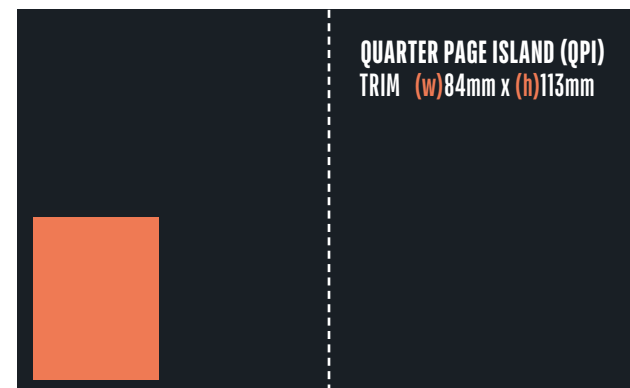 QUARTER PAGE ISLAND (QPI)
TRIM (w)84mm x (h)113mm